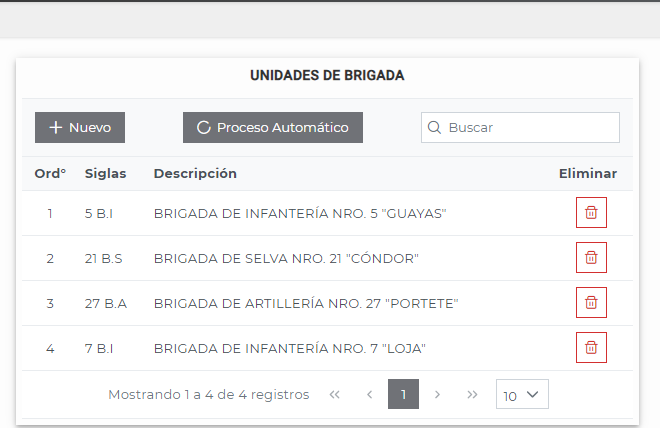 UNIDADES DE BRIGADA
Nuevo Proceso Automático Buscar
Ord° Siglas Descripción Eliminar
1 5 B.I BRIGADA DE INFANTERÍA NRO. 5 "GUAYAS"
2 21 B.S BRIGADA DE SELVA NRO. 21 "CÓNDOR"
3 27 B.A BRIGADA DE ARTILLERÍA NRO. 27 "PORTETE"
4 7 B.I BRIGADA DE INFANTERÍA NRO. 7 "LOJA"
Mostrando 1 a 4 de 4 registros « ‹ 1 › » 10